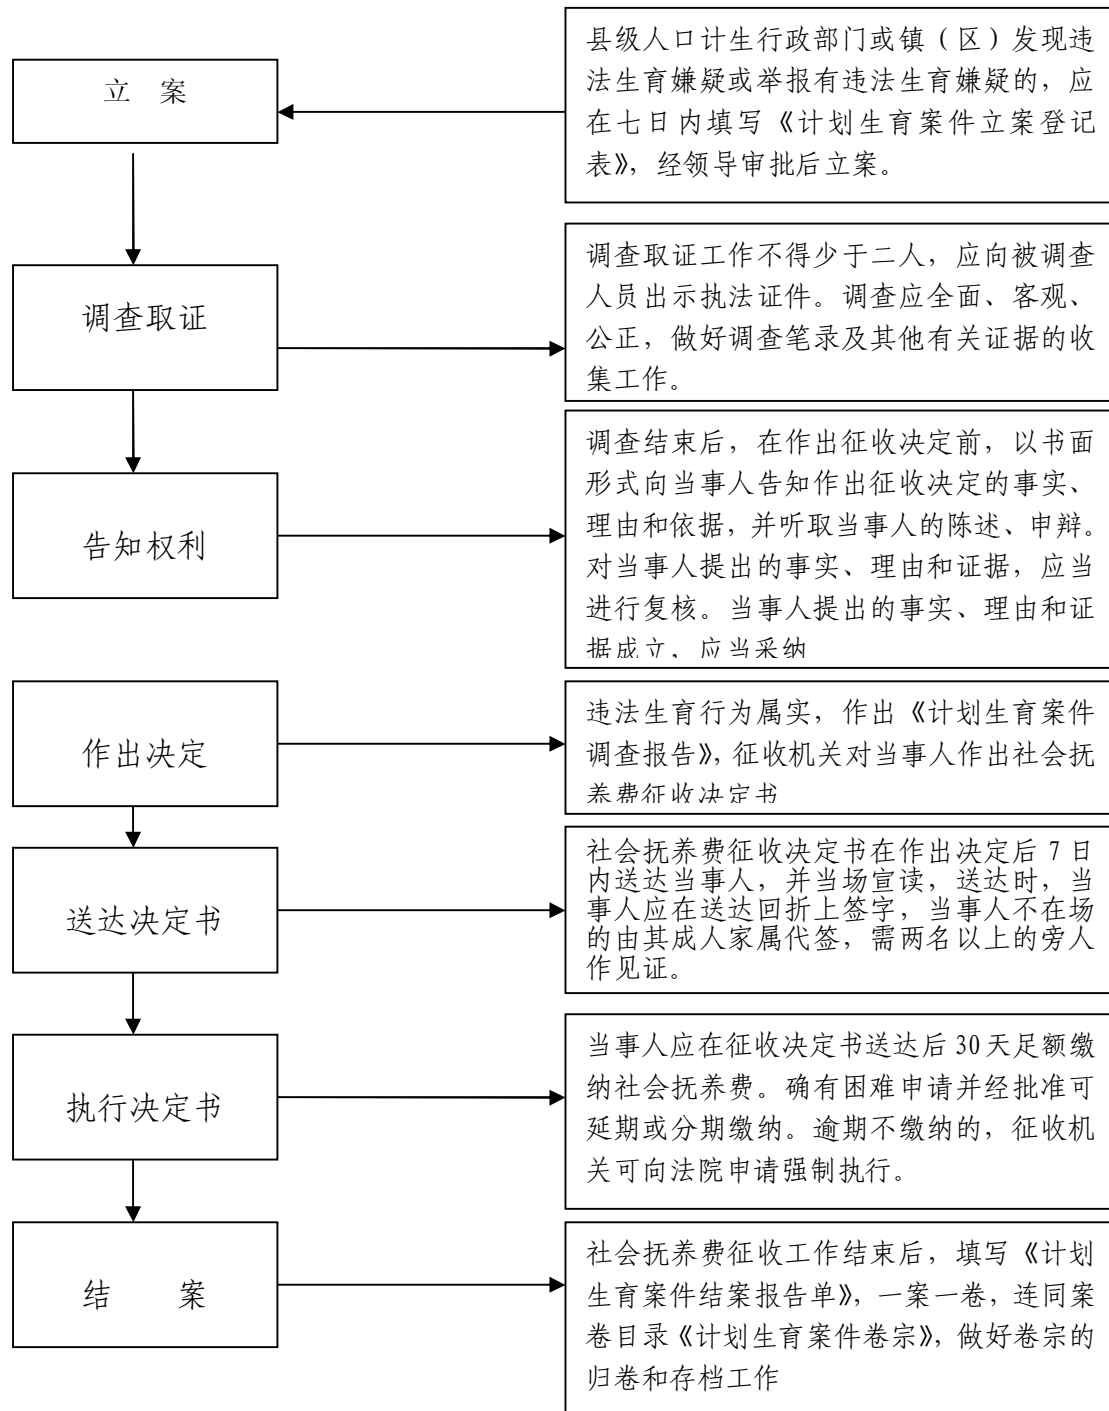 县级人口计生行政部门或镇（区）发现违
法生育嫌疑或举报有违法生育嫌疑的，应
在七日内填写《计划生育案件立案登记
表》，经领导审批后立案。
立 案
调查取证工作不得少于二人，应向被调查
人员出示执法证件。调查应全面、客观、
公正，做好调查笔录及其他有关证据的收
集工作。
调查取证
调查结束后，在作出征收决定前，以书面
形式向当事人告知作出征收决定的事实、
理由和依据，并听取当事人的陈述、申辩。
对当事人提出的事实、理由和证据，应当
进行复核。当事人提出的事实、理由和证
据成立，应当采纳
告知权利
违法生育行为属实，作出《计划生育案件
调查报告》，征收机关对当事人作出社会抚
养费征收决定书
作出决定
社会抚养费征收决定书在作出决定后 7 日
内送达当事人，并当场宣读，送达时，当
事人应在送达回折上签字，当事人不在场
的由其成人家属代签，需两名以上的旁人
作见证。
送达决定书
当事人应在征收决定书送达后 30 天足额缴
纳社会抚养费。确有困难申请并经批准可
延期或分期缴纳。逾期不缴纳的，征收机
关可向法院申请强制执行。
执行决定书
社会抚养费征收工作结束后，填写《计划
生育案件结案报告单》，一案一卷，连同案
卷目录《计划生育案件卷宗》，做好卷宗的
归卷和存档工作
结 案